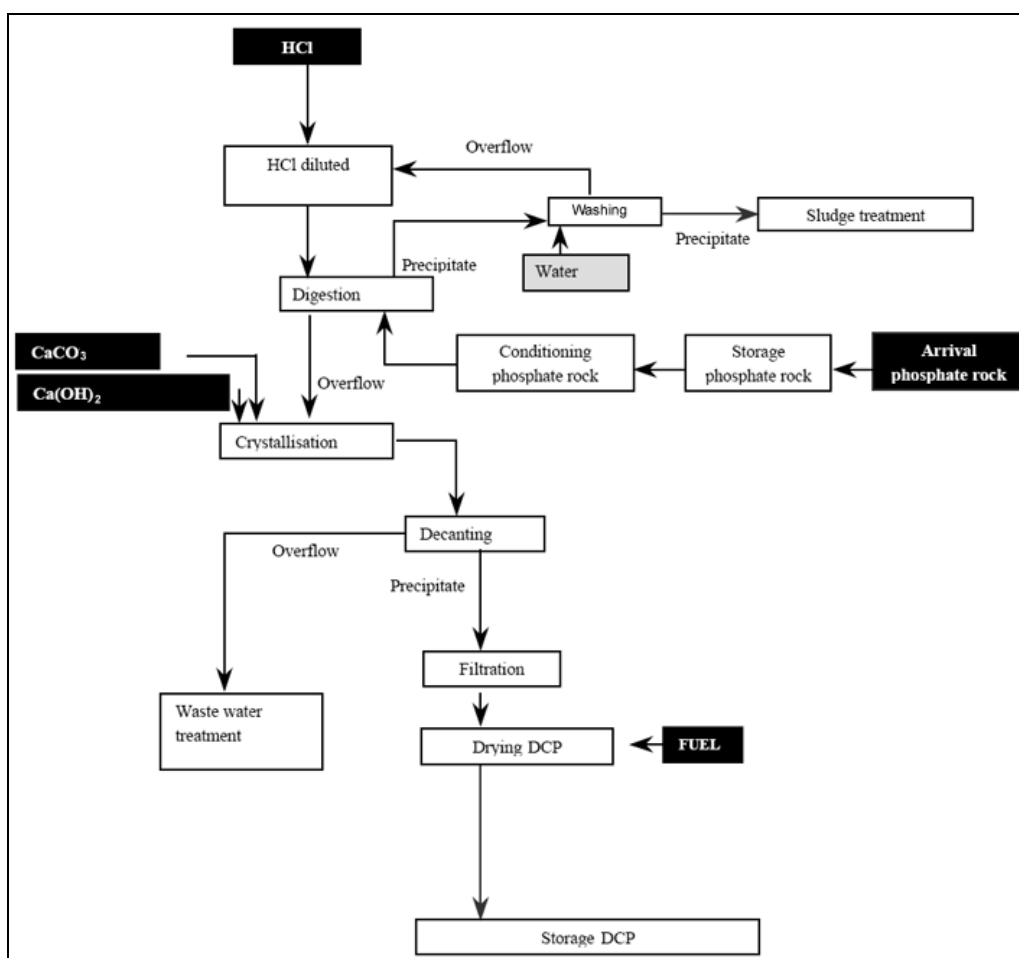 HCl
Overflow
HCl diluted
Washing
Sludge treatment
Precipitate
Precipitate
Water
Digestion
CaCO3
Conditioning
phosphate rock
Storage
phosphate rock
Arrival
phosphate rock
Ca(OH)2
Overflow
Crystallisation
Decanting
Overflow
Precipitate
Filtration
Waste water
treatment
Drying DCP
FUEL
Storage DCP